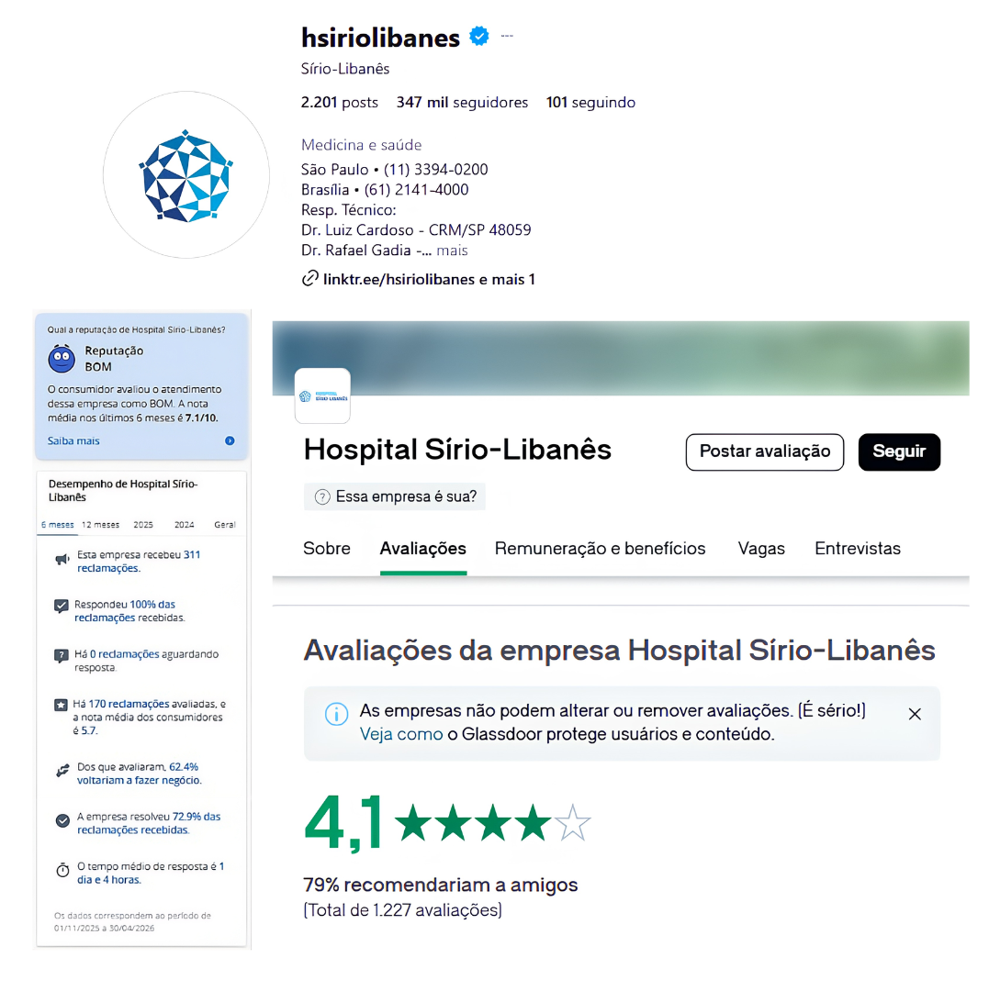 hsiriolibanes
Sírio-Libanês
2.201 posts 347 mil seguidores 101 seguindo
Medicina e saúde
São Paulo • (11) 3394-0200
Brasília • (61) 2141-4000
Resp. Técnico:
Dr. Luiz Cardoso - CRM/SP 48059
Dr. Rafael Gadia -... mais
linktr.ee/hsiriolibanes e mais 1
Qual a reputação de Hospital Sírio-Libanês?
Reputação
BOM
O consumidor avaliou o atendimento
dessa empresa como BOM. A nota
média nos últimos 6 meses é 7.1/10.
Saiba mais
Desempenho de Hospital Sírio-
Libanês
6 meses 12 meses 2025 2024 Geral
Esta empresa recebeu 311
reclamações.
Respondeu 100% das
reclamações recebidas.
Há 0 reclamações aguardando
resposta.
Há 170 reclamações avaliadas, e
a nota média dos consumidores
é 5.7.
Dos que avaliaram, 62.4%
voltariam a fazer negócio.
A empresa resolveu 72.9% das
reclamações recebidas.
O tempo médio de resposta é 1
dia e 4 horas.
Os dados correspondem ao período de
01/11/2025 a 30/04/2026
HOSPITAL
SÍRIO-LIBANÊS
Hospital Sírio-Libanês
Postar avaliação
Seguir
Essa empresa é sua?
Sobre Avaliações Remuneração e benefícios Vagas Entrevistas
Avaliações da empresa Hospital Sírio-Libanês
As empresas não podem alterar ou remover avaliações. (É sério!)
Veja como o Glassdoor protege usuários e conteúdo.
4,1
79% recomendariam a amigos
(Total de 1.227 avaliações)